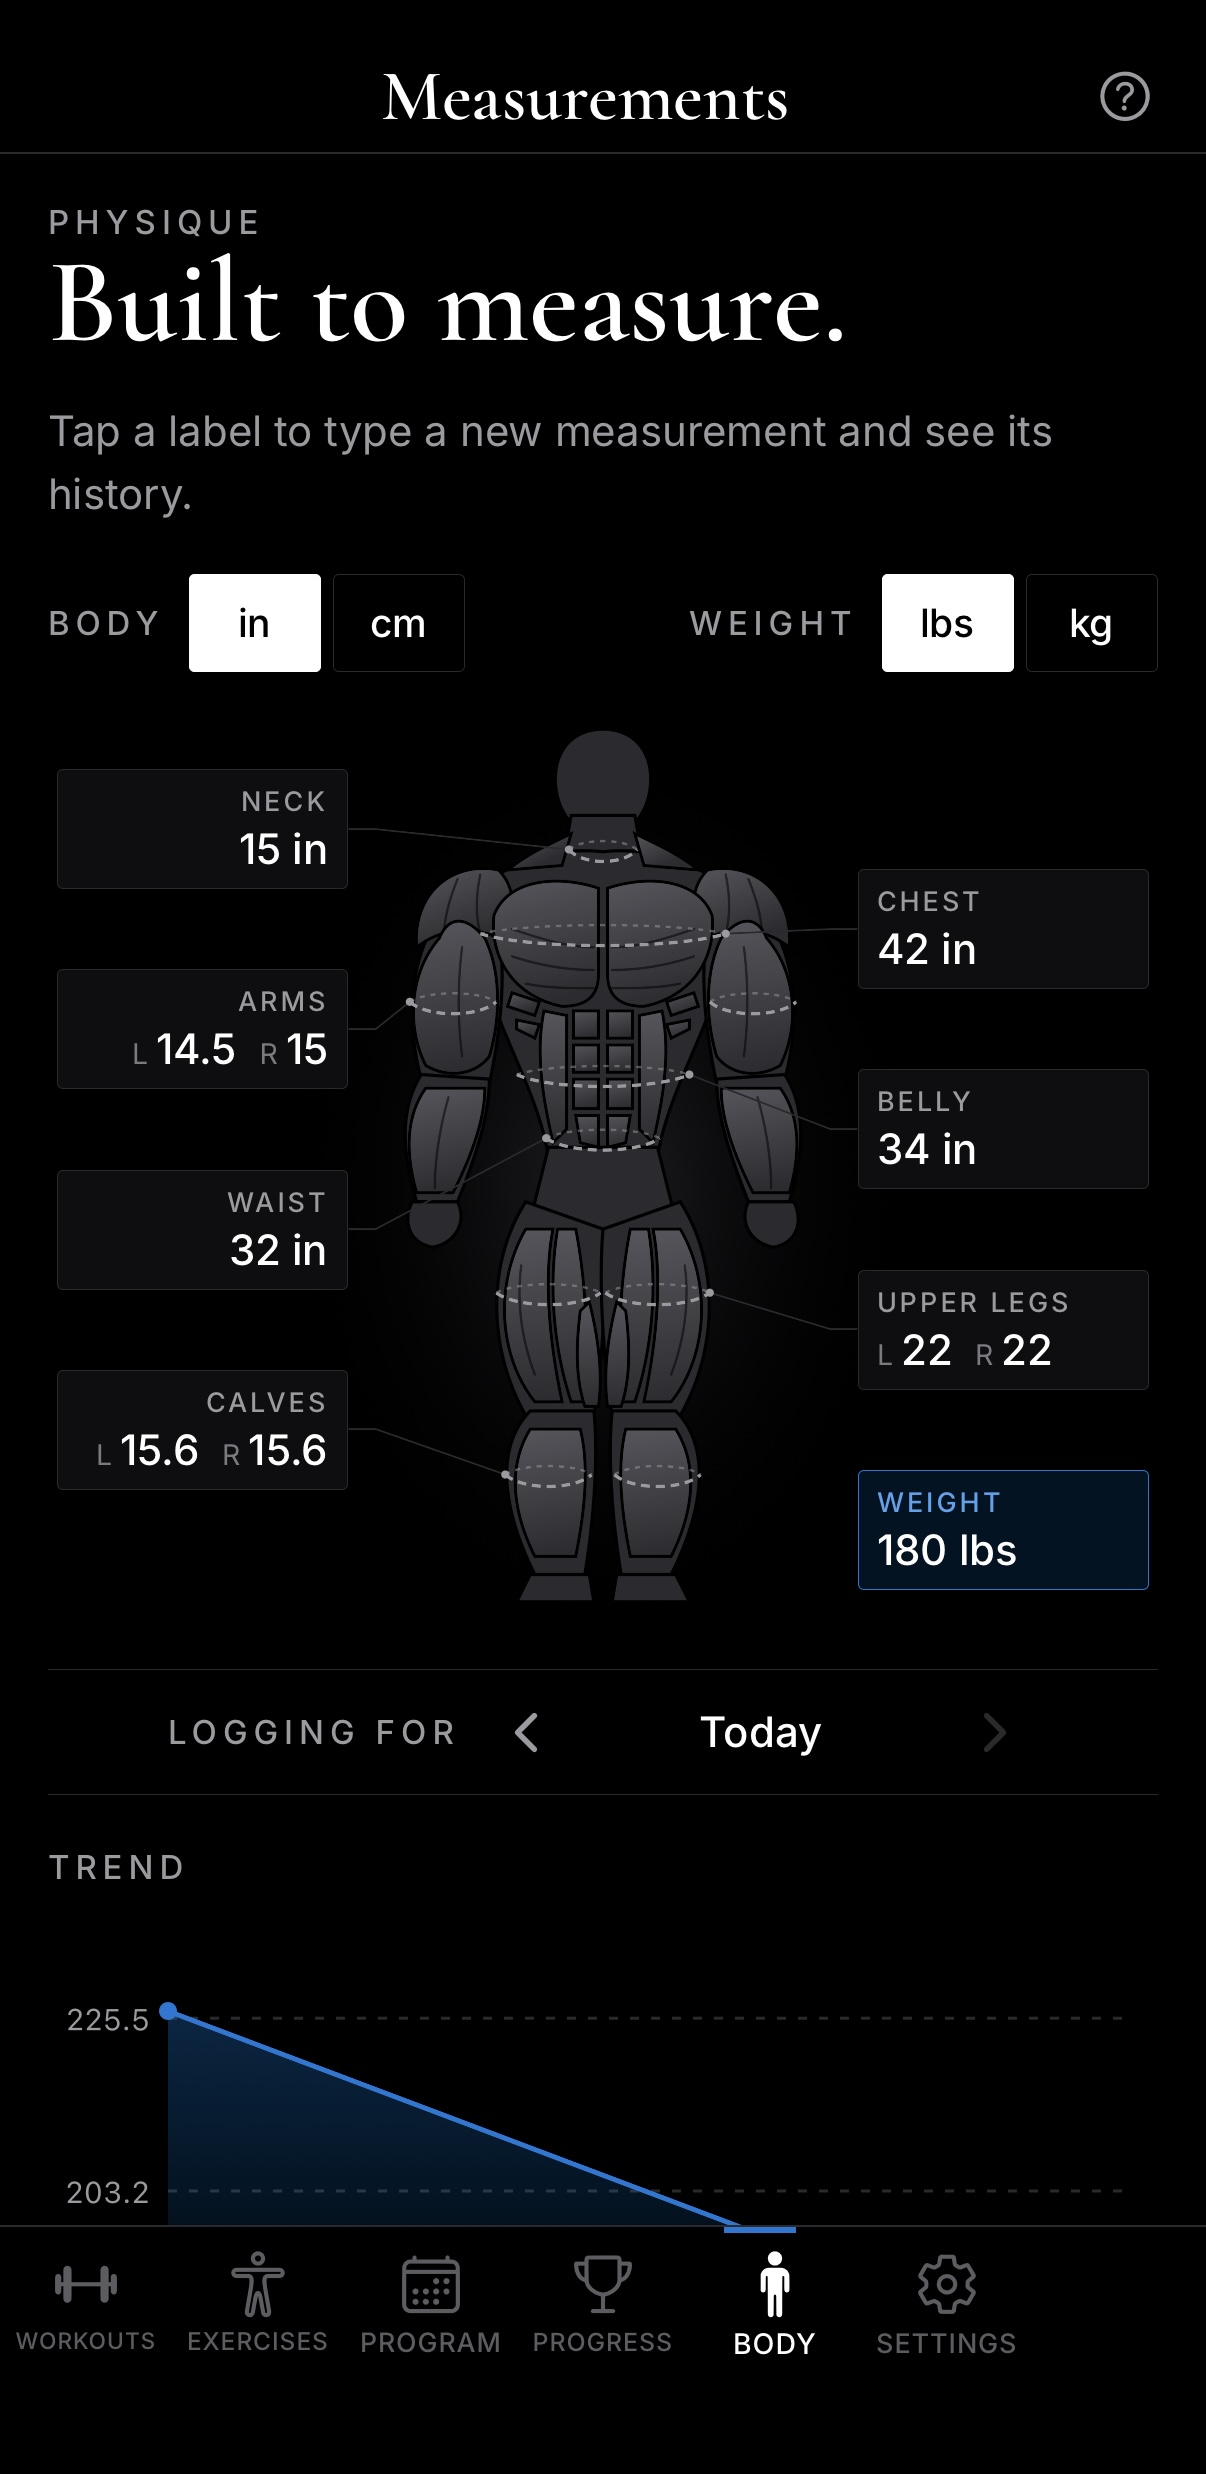 Measurements
PHYSIQUE
Built to measure.
Tap a label to type a new measurement and see its
history.
BODY in cm WEIGHT lbs kg
NECK
15 in
CHEST
42 in
ARMS
L 14.5 R 15
BELLY
34 in
WAIST
32 in
UPPER LEGS
L 22 R 22
CALVES
L 15.6 R 15.6
WEIGHT
180 lbs
LOGGING FOR Today
TREND
225.5
203.2
WORKOUTS EXERCISES PROGRAM PROGRESS BODY SETTINGS